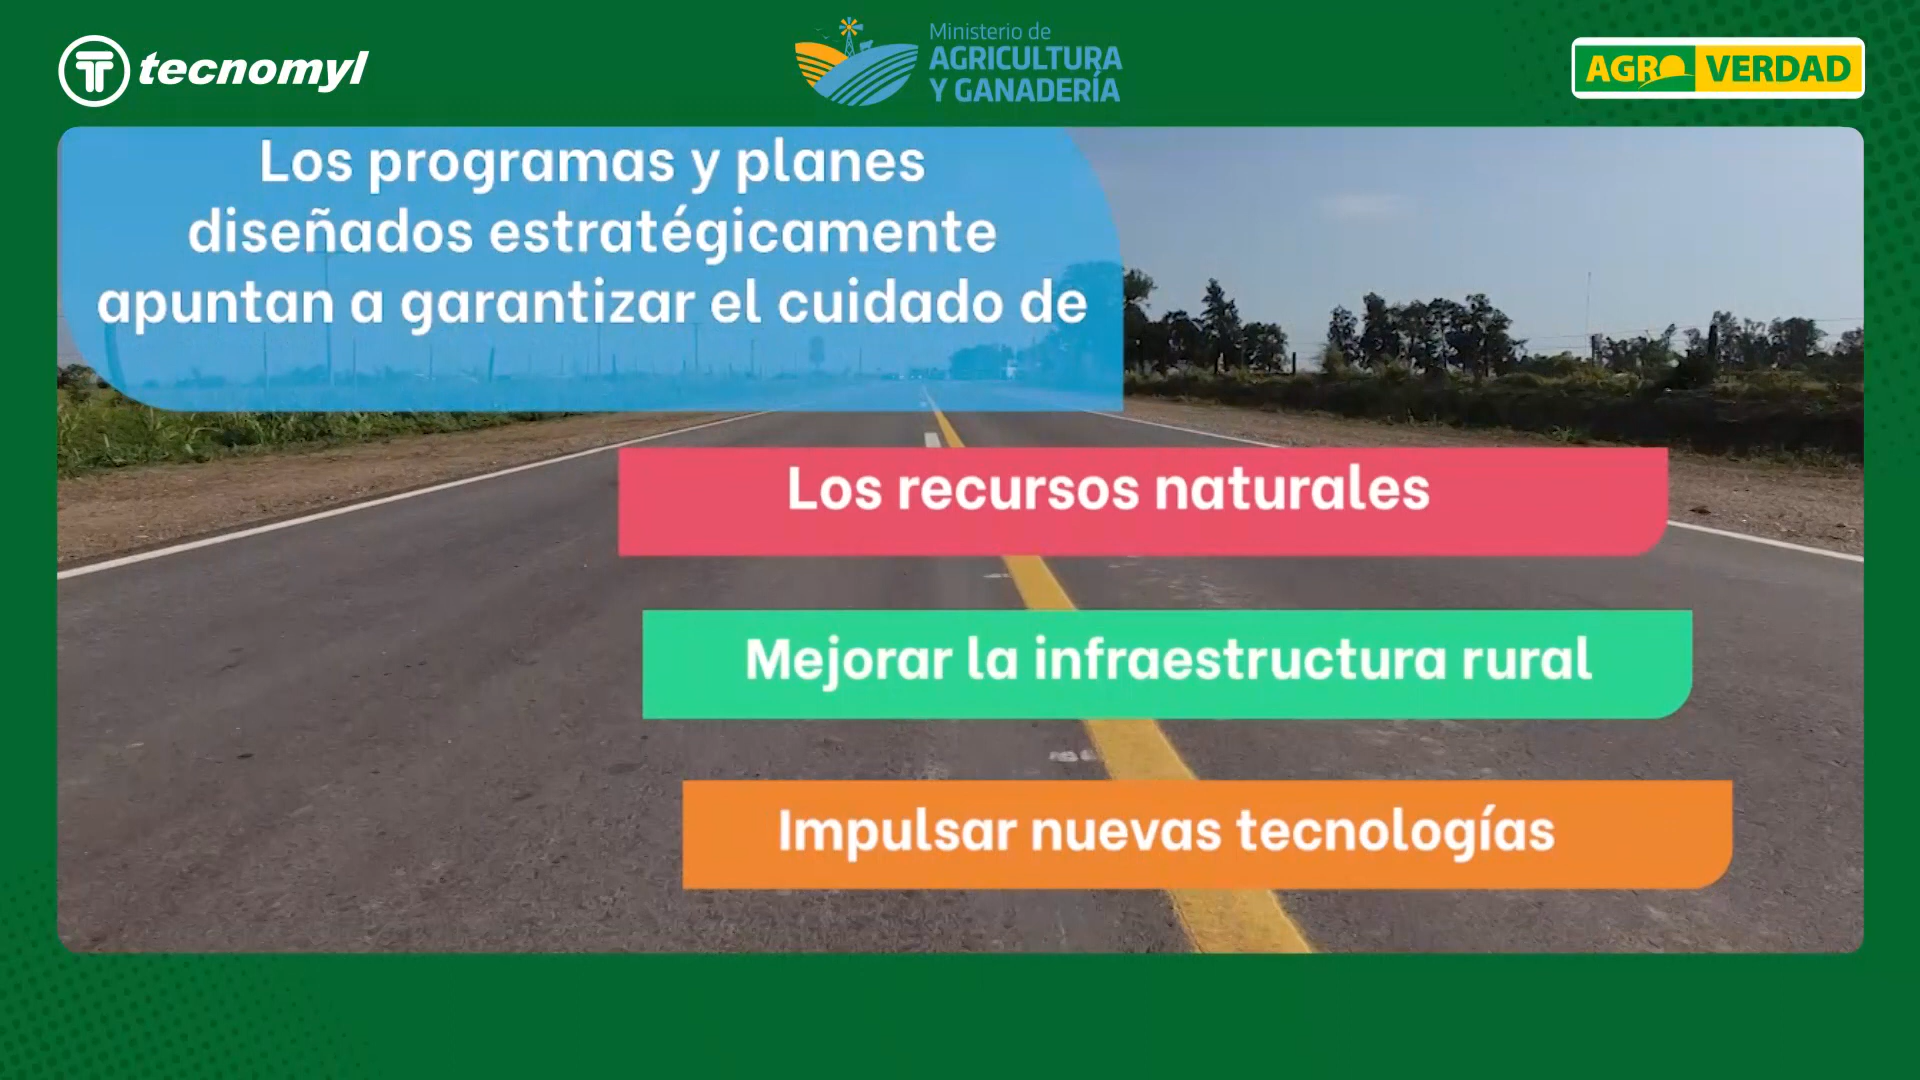 tecnomyl
Ministerio de
AGRICULTURA
Y GANADERÍA
AGRO VERDAD
Los programas y planes
diseñados estratégicamente
apuntan a garantizar el cuidado de
Los recursos naturales
Mejorar la infraestructura rural
Impulsar nuevas tecnologías